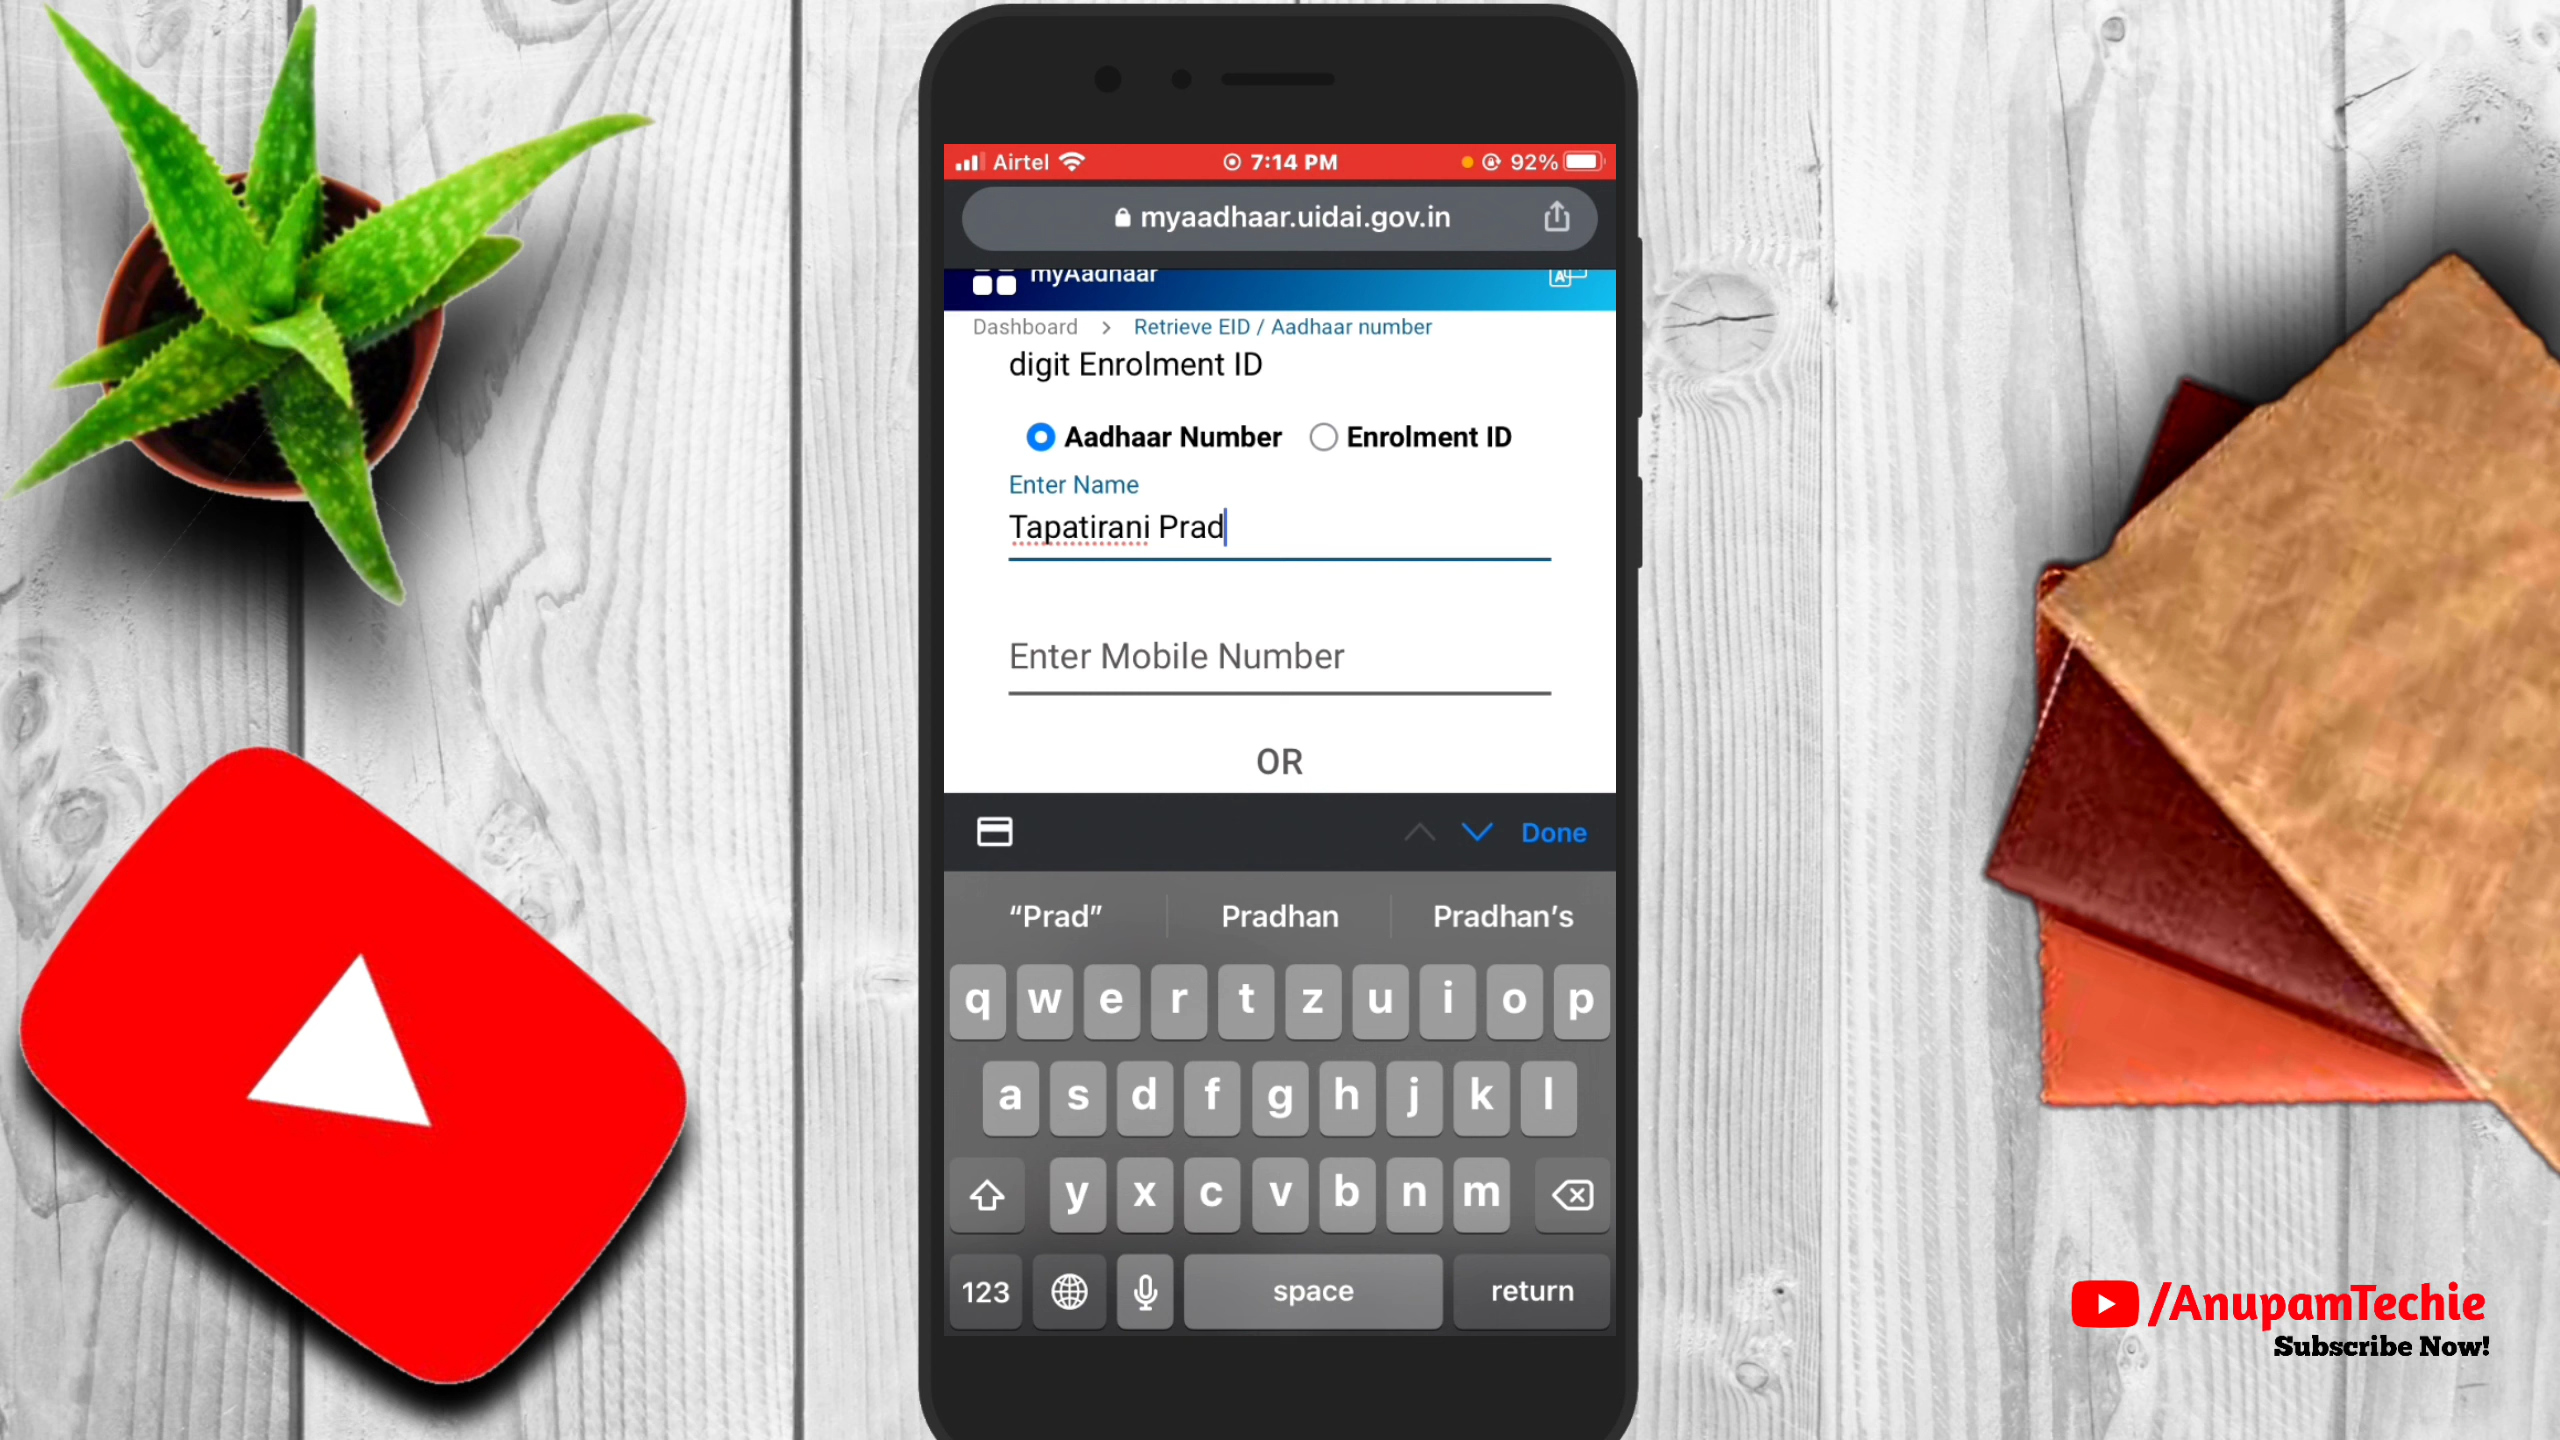 Airtel 7:14 PM 92%
myaadhaar.uidai.gov.in
myAadhaar
Dashboard > Retrieve EID / Aadhaar number
digit Enrolment ID
Aadhaar Number Enrolment ID
Enter Name
Tapatirani Prad
Enter Mobile Number
OR
Done
“Prad” Pradhan Pradhan’s
q w e r t z u i o p
a s d f g h j k l
y x c v b n m
123 space return
/AnupamTechie
Subscribe Now!